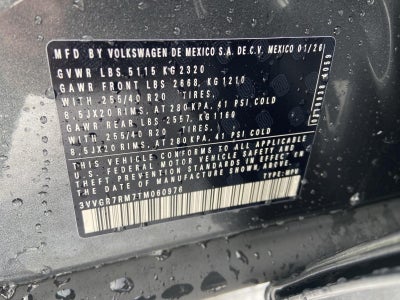 MFD. BY VOLKSWAGEN DE MEXICO S.A. DE C.V. MEXICO 01/26
GVWR LBS 5115 KG 2320
GAWR FRONT LBS 2668, KG 1210
WITH -255/40 R20 TIRES,
8.5JX20 RIMS, AT 280 KPA, 41 PSI COLD
GAWR REAR LBS 2557, KG 1160
WITH -255/40 R20 TIRES,
8.5JX20 RIMS, AT 280 KPA, 41 PSI COLD
THIS VEHICLE CONFORMS TO ALL APPLICABLE
U.S. FEDERAL MOTOR VEHICLE SAFETY AND
THEFT PREVENTION STANDARDS IN EFFECT ON
THE DATE OF MANUFACTURE SHOWN ABOVE.
3VVGR7RM7TM060976
TYPE: MPV